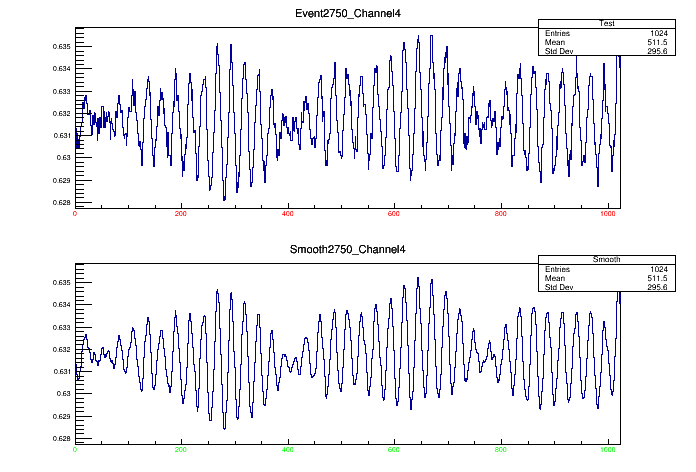 Event2750_Channel4
Test
Entries 1024
Mean 511.5
Std Dev 295.6
0.635
0.634
0.633
0.632
0.631
0.63
0.629
0.628
0 200 400 600 800 1000
Smooth2750_Channel4
Smooth
Entries 1024
Mean 511.5
Std Dev 295.6
0.635
0.634
0.633
0.632
0.631
0.63
0.629
0.628
0 200 400 600 800 1000